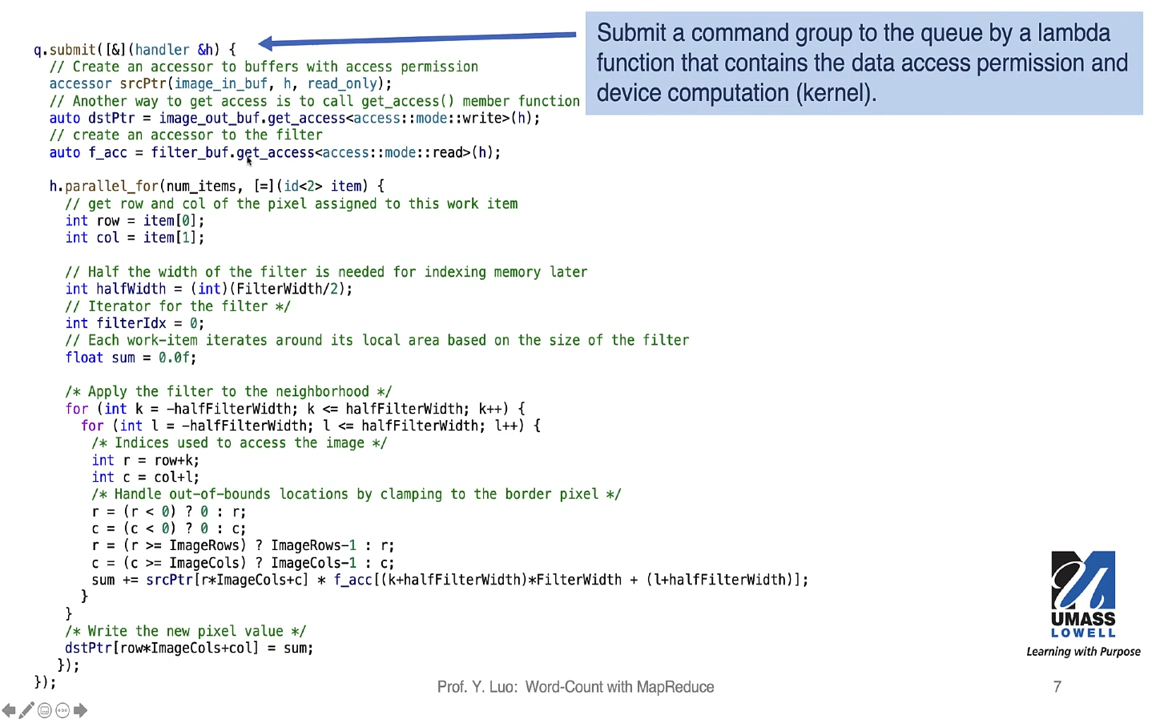 q.submit([&](handler &h) {
// Create an accessor to buffers with access permission
accessor srcPtr(image_in_buf, h, read_only);
// Another way to get access is to call get_access() member function
auto dstPtr = image_out_buf.get_access<access::mode::write>(h);
// create an accessor to the filter
auto f_acc = filter_buf.get_access<access::mode::read>(h);
h.parallel_for(num_items, [=](id<2> item) {
// get row and col of the pixel assigned to this work item
int row = item[0];
int col = item[1];
// Half the width of the filter is needed for indexing memory later
int halfWidth = (int)(FilterWidth/2);
// Iterator for the filter */
int filterIdx = 0;
// Each work-item iterates around its local area based on the size of the filter
float sum = 0.0f;
/* Apply the filter to the neighborhood */
for (int k = -halfFilterWidth; k <= halfFilterWidth; k++) {
for (int l = -halfFilterWidth; l <= halfFilterWidth; l++) {
/* Indices used to access the image */
int r = row+k;
int c = col+l;
/* Handle out-of-bounds locations by clamping to the border pixel */
r = (r < 0) ? 0 : r;
c = (c < 0) ? 0 : c;
r = (r >= ImageRows) ? ImageRows-1 : r;
c = (c >= ImageCols) ? ImageCols-1 : c;
sum += srcPtr[r*ImageCols+c] * f_acc[(k+halfFilterWidth)*FilterWidth + (l+halfFilterWidth)];
}
}
/* Write the new pixel value */
dstPtr[row*ImageCols+col] = sum;
});
});
Submit a command group to the queue by a lambda
function that contains the data access permission and
device computation (kernel).
UMASS
LOWELL
Learning with Purpose
Prof. Y. Luo: Word-Count with MapReduce
7